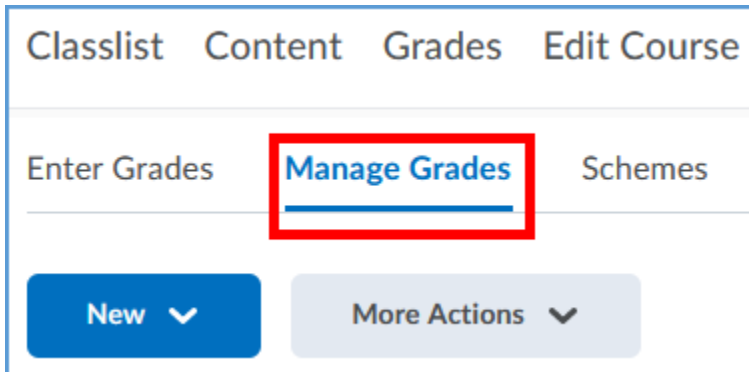 Classlist Content Grades Edit Course
Enter Grades Manage Grades Schemes
New More Actions